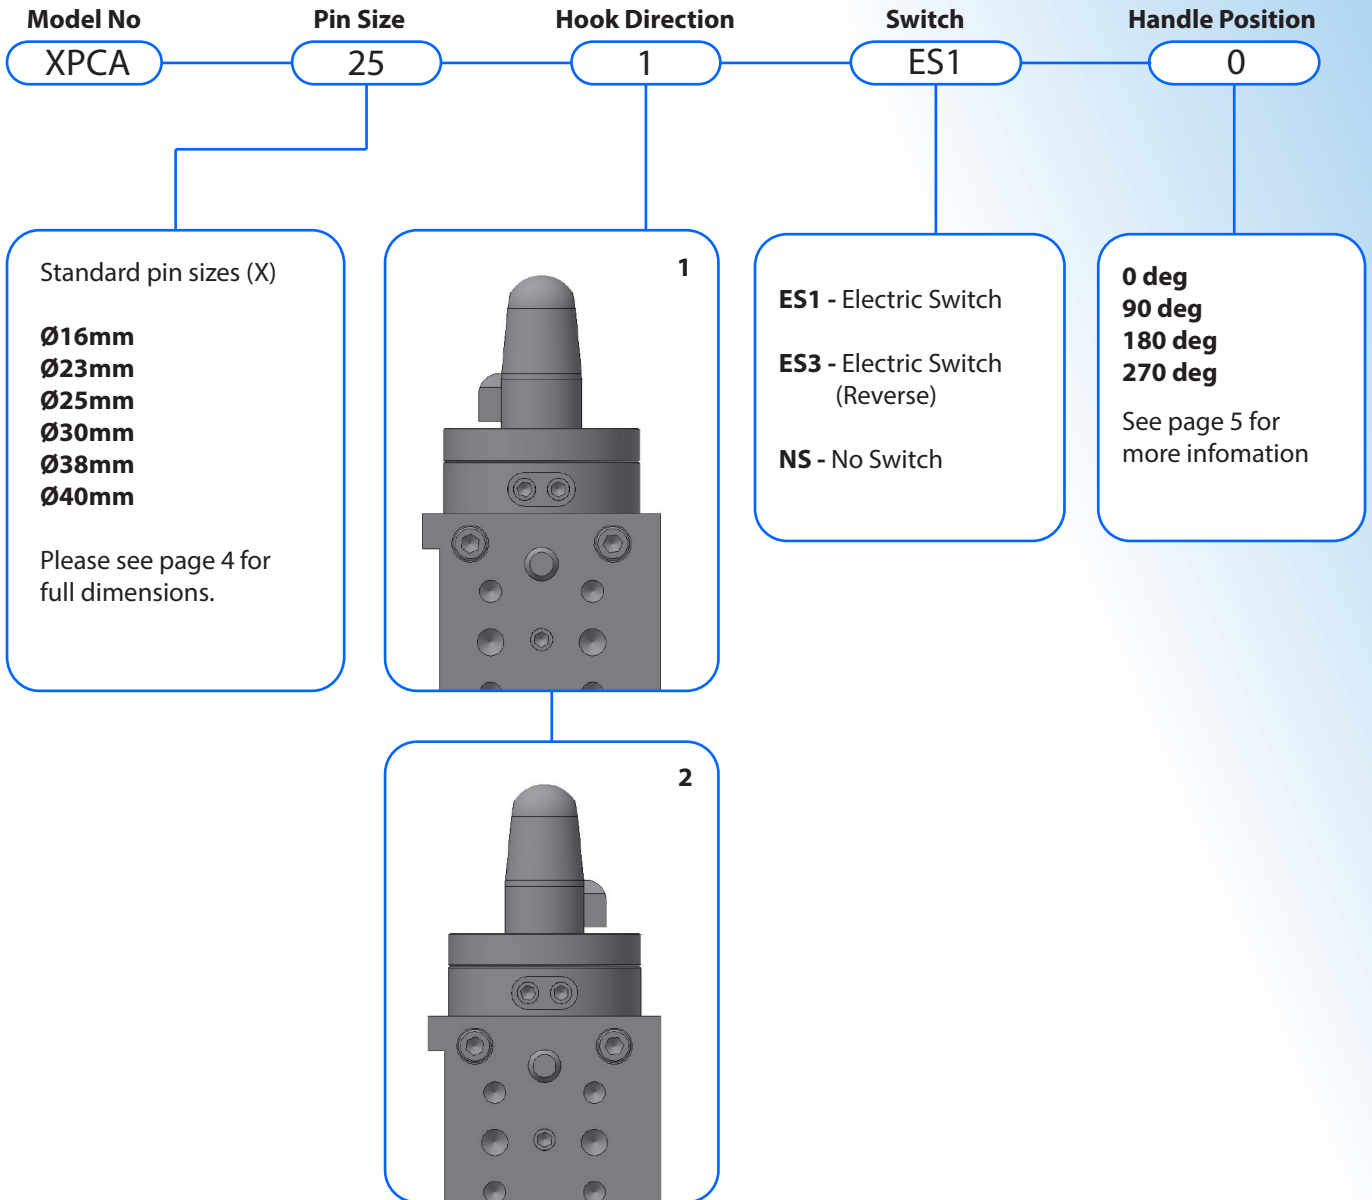 Model No
Pin Size
Hook Direction
Switch
Handle Position
XPCA
25
1
ES1
0
Standard pin sizes (X)
Ø16mm
Ø23mm
Ø25mm
Ø30mm
Ø38mm
Ø40mm
Please see page 4 for
full dimensions.
1
2
ES1 - Electric Switch
ES3 - Electric Switch
(Reverse)
NS - No Switch
0 deg
90 deg
180 deg
270 deg
See page 5 for
more infomation